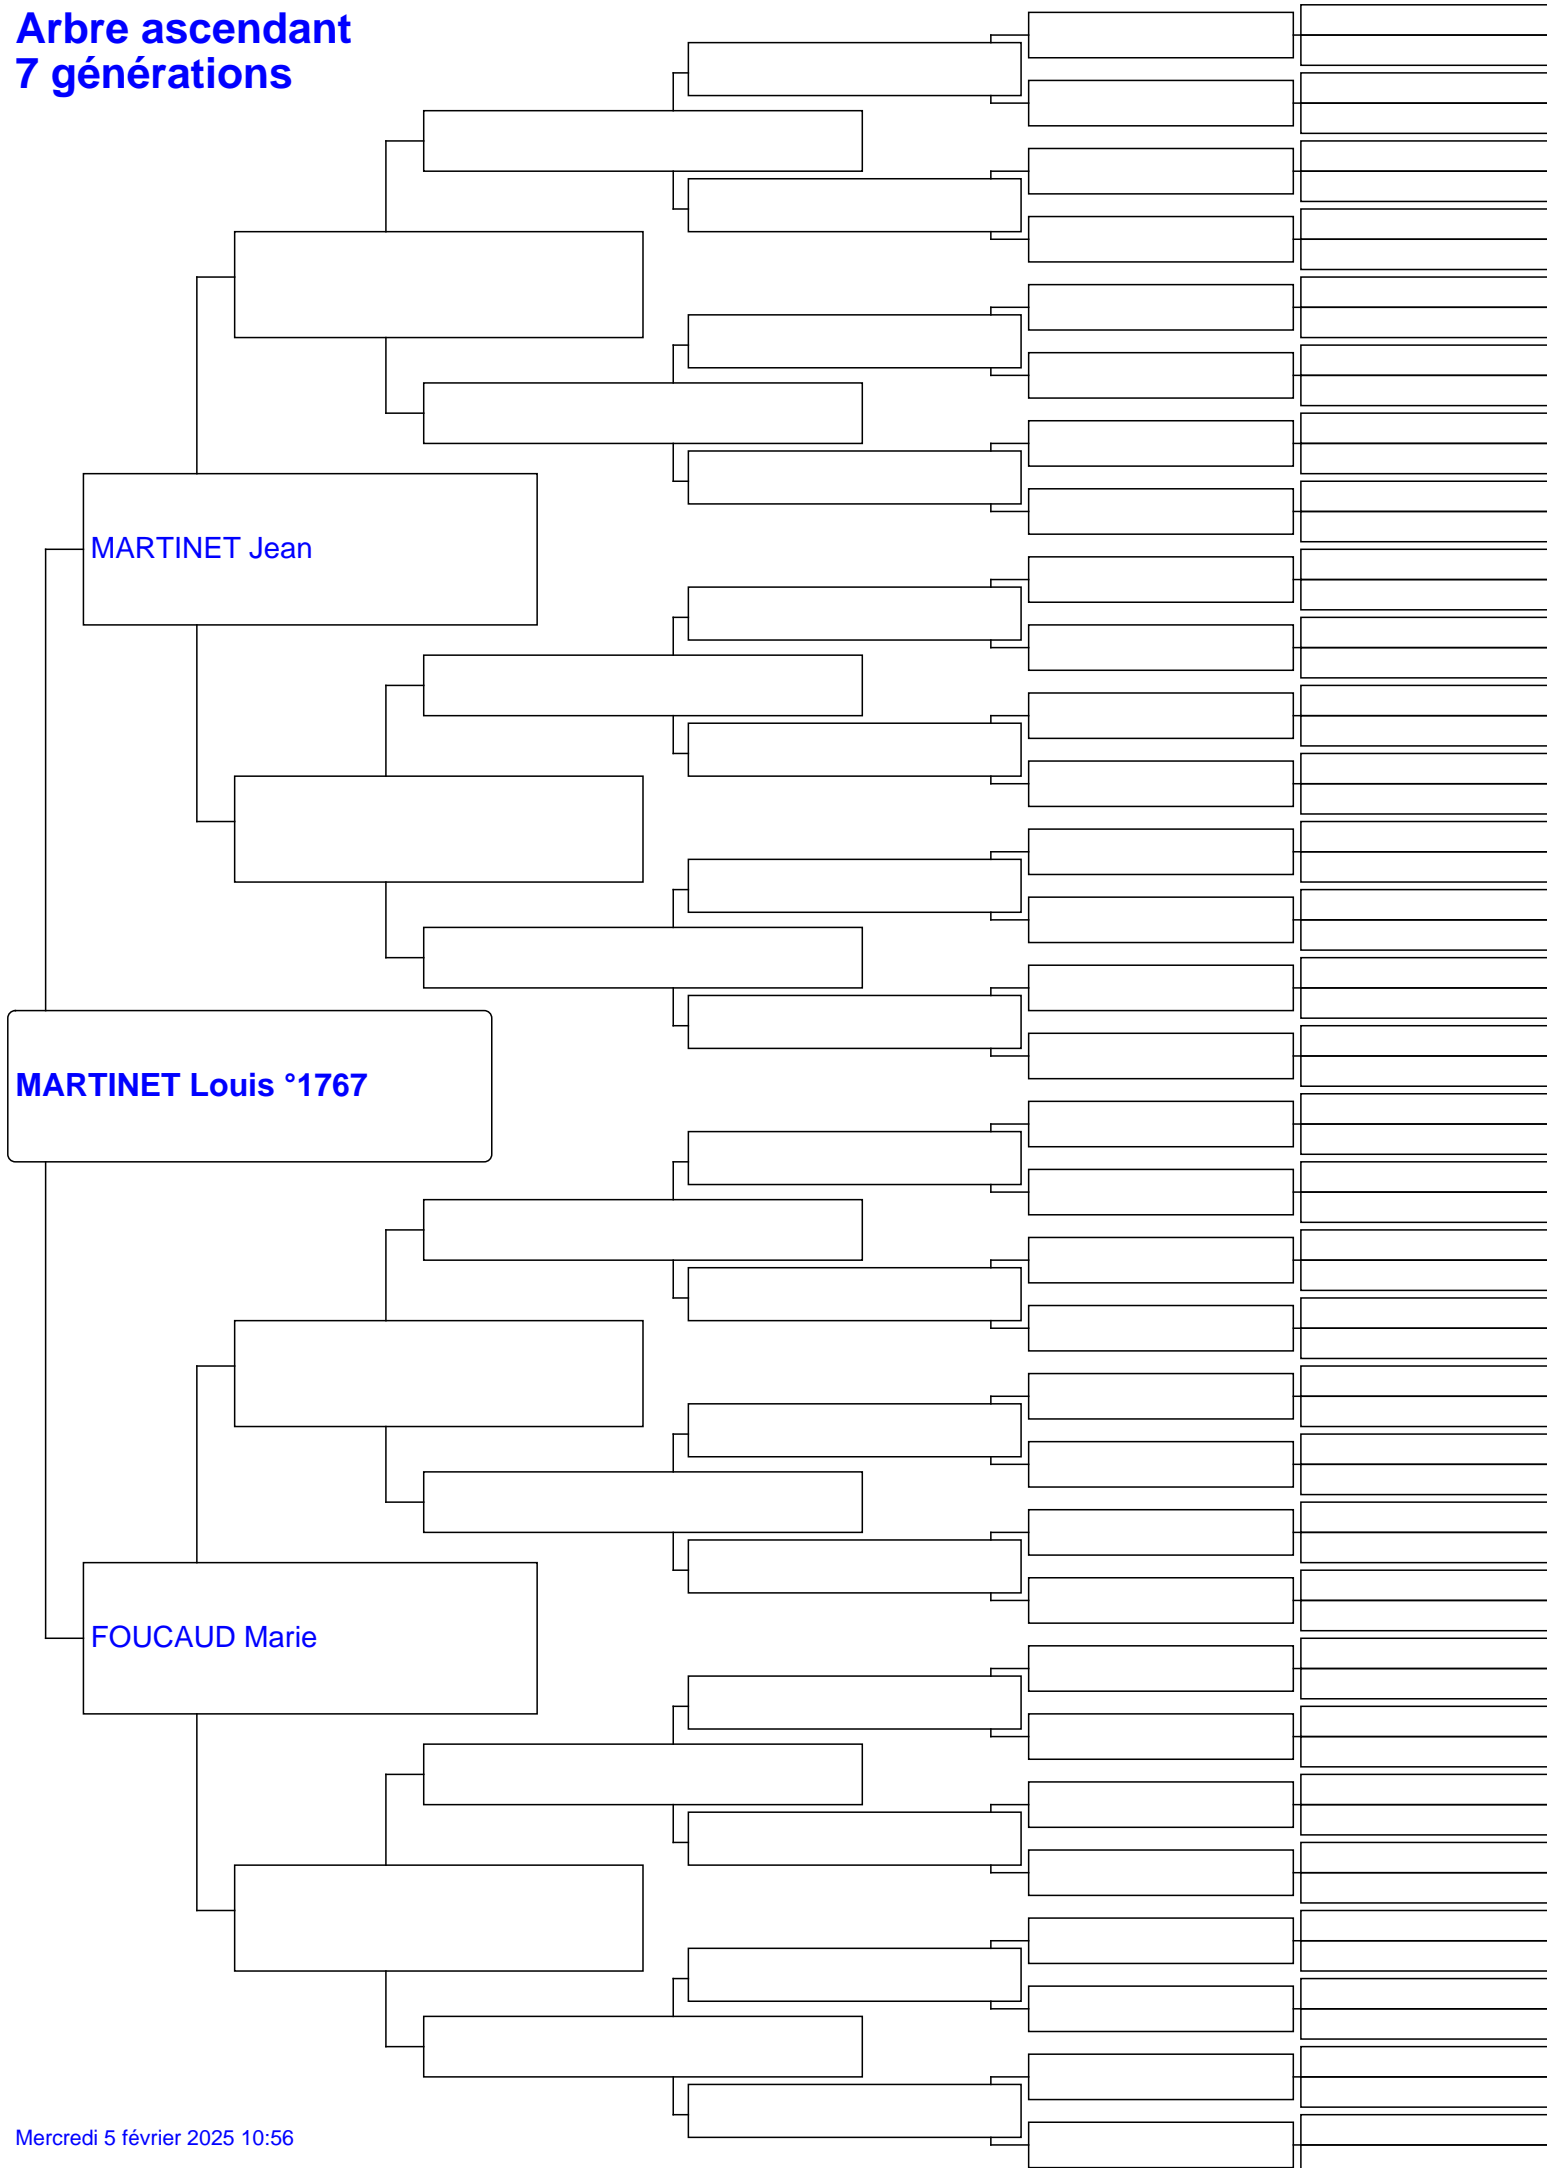 Arbre ascendant
7 générations
MARTINET Jean
MARTINET Louis °1767
FOUCAUD Marie
Mercredi 5 février 2025 10:56